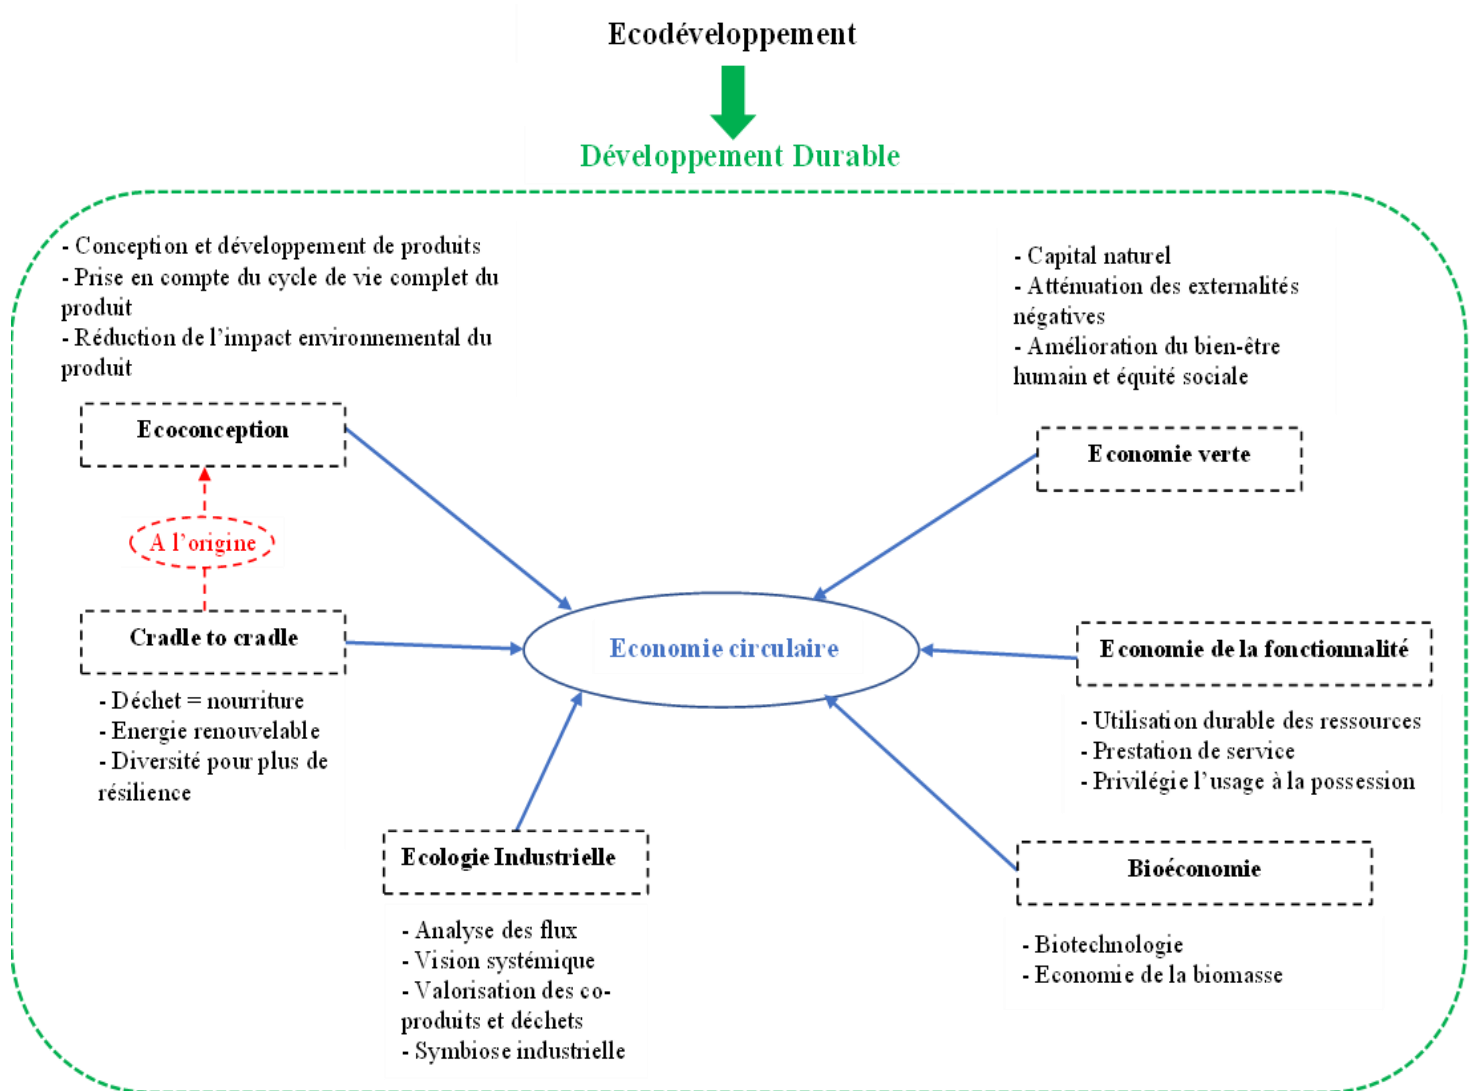 Ecodéveloppement
Développement Durable
- Conception et développement de produits
- Prise en compte du cycle de vie complet du
produit
- Réduction de l’impact environnemental du
produit
- Capital naturel
- Atténuation des externalités
négatives
- Amélioration du bien-être
humain et équité sociale
Ecoconception
Economie verte
A l’origine
Cradle to cradle
Economie circulaire
Economie de la fonctionnalité
- Déchet = nourriture
- Energie renouvelable
- Diversité pour plus de
résilience
- Utilisation durable des ressources
- Prestation de service
- Privilégie l’usage à la possession
Ecologie Industrielle
Bioéconomie
- Analyse des flux
- Vision systémique
- Valorisation des co-
produits et déchets
- Symbiose industrielle
- Biotechnologie
- Economie de la biomasse